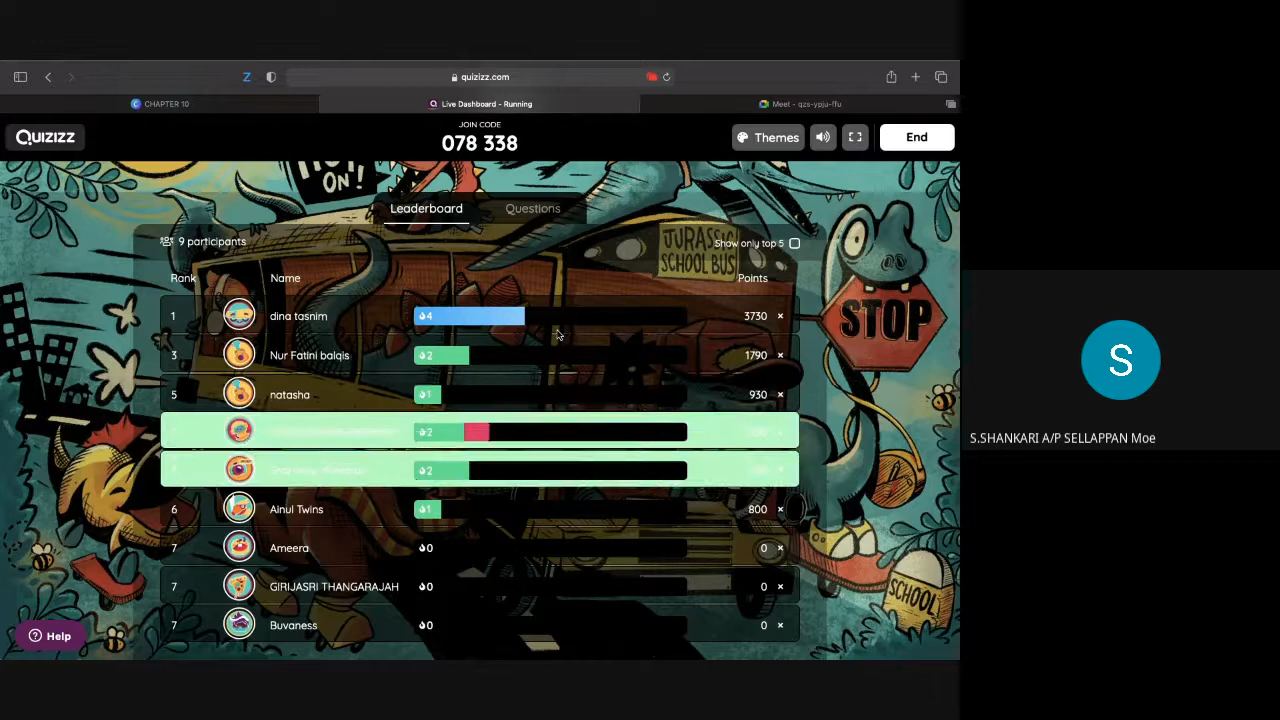 quizizz.com
CHAPTER 10
Live Dashboard - Running
Meet - qzs-ypju-ffu
QUIZIZZ
JOIN CODE
078 338
Themes
End
ON!
Leaderboard
Questions
JURASSIC
SCHOOL BUS
9 participants
Show only top 5
Rank
Name
Points
STOP
1 dina tasnim 4 3730 ×
3 Nur Fatini balqis 2 1790 ×
5 natasha 1 930 ×
2
2
6 Ainul Twins 1 800 ×
7 Ameera 0 0 ×
7 GIRIJASRI THANGARAJAH 0 0 ×
7 Buvaness 0 0 ×
SCHOOL
Help
S
S.SHANKARI A/P SELLAPPAN Moe